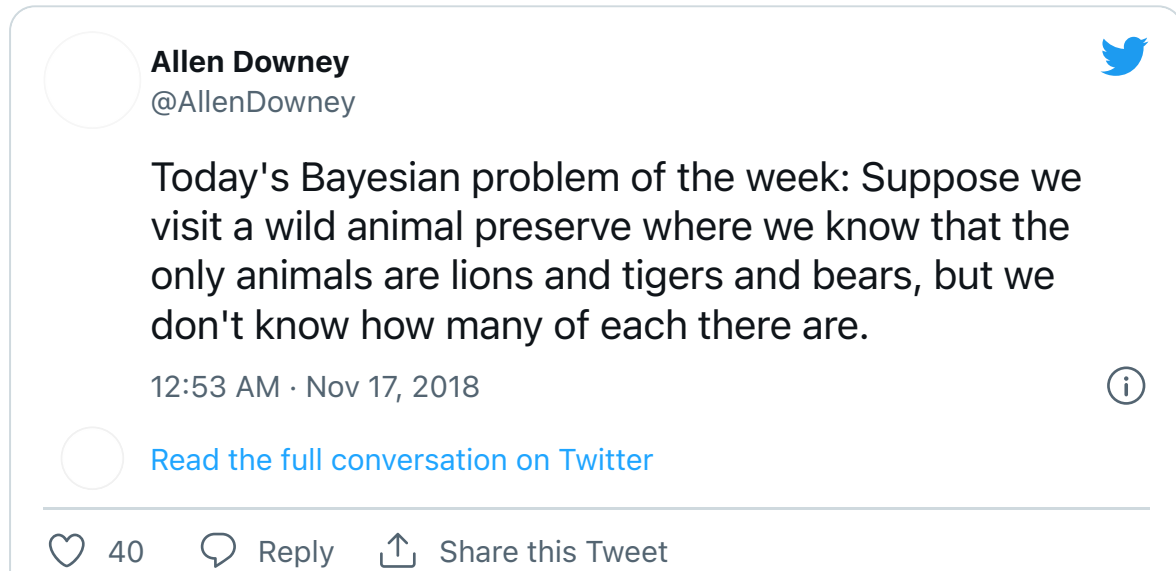 Allen Downey
@AllenDowney
Today's Bayesian problem of the week: Suppose we
visit a wild animal preserve where we know that the
only animals are lions and tigers and bears, but we
don't know how many of each there are.
12:53 AM · Nov 17, 2018
Read the full conversation on Twitter
40 Reply Share this Tweet